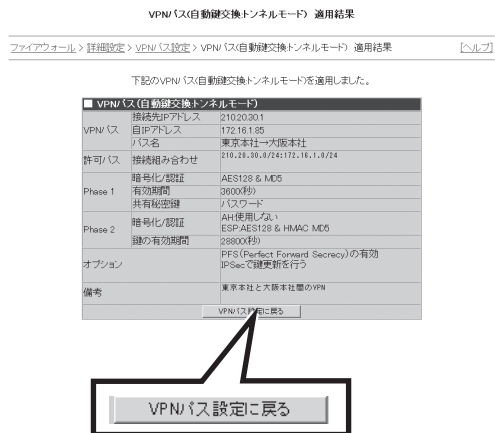 VPNパス(自動鍵交換トンネルモード) 適用結果
ファイアウォール > 詳細設定 > VPNパス設定 > VPNパス(自動鍵交換トンネルモード) 適用結果 [ヘルプ]
下記のVPNパス(自動鍵交換トンネルモード)を適用しました。
■ VPNパス(自動鍵交換トンネルモード)
VPNパス 接続先IPアドレス 210.20.30.1
自IPアドレス 172.16.1.85
パス名 東京本社→大阪本社
許可パス 接続組み合わせ 210.20.30.0/24:172.16.1.0/24
Phase 1 暗号化/認証 AES128 & MD5
有効期間 3600(秒)
共有秘密鍵 パスワード
Phase 2 暗号化/認証 AH:使用しない
ESP:AES128 & HMAC MD5
鍵の有効期間 28800(秒)
オプション PFS(Perfect Forward Secrecy)の有効
IPSecで鍵更新を行う
備考 東京本社と大阪本社間のVPN
VPNパス設定に戻る
VPNパス設定に戻る